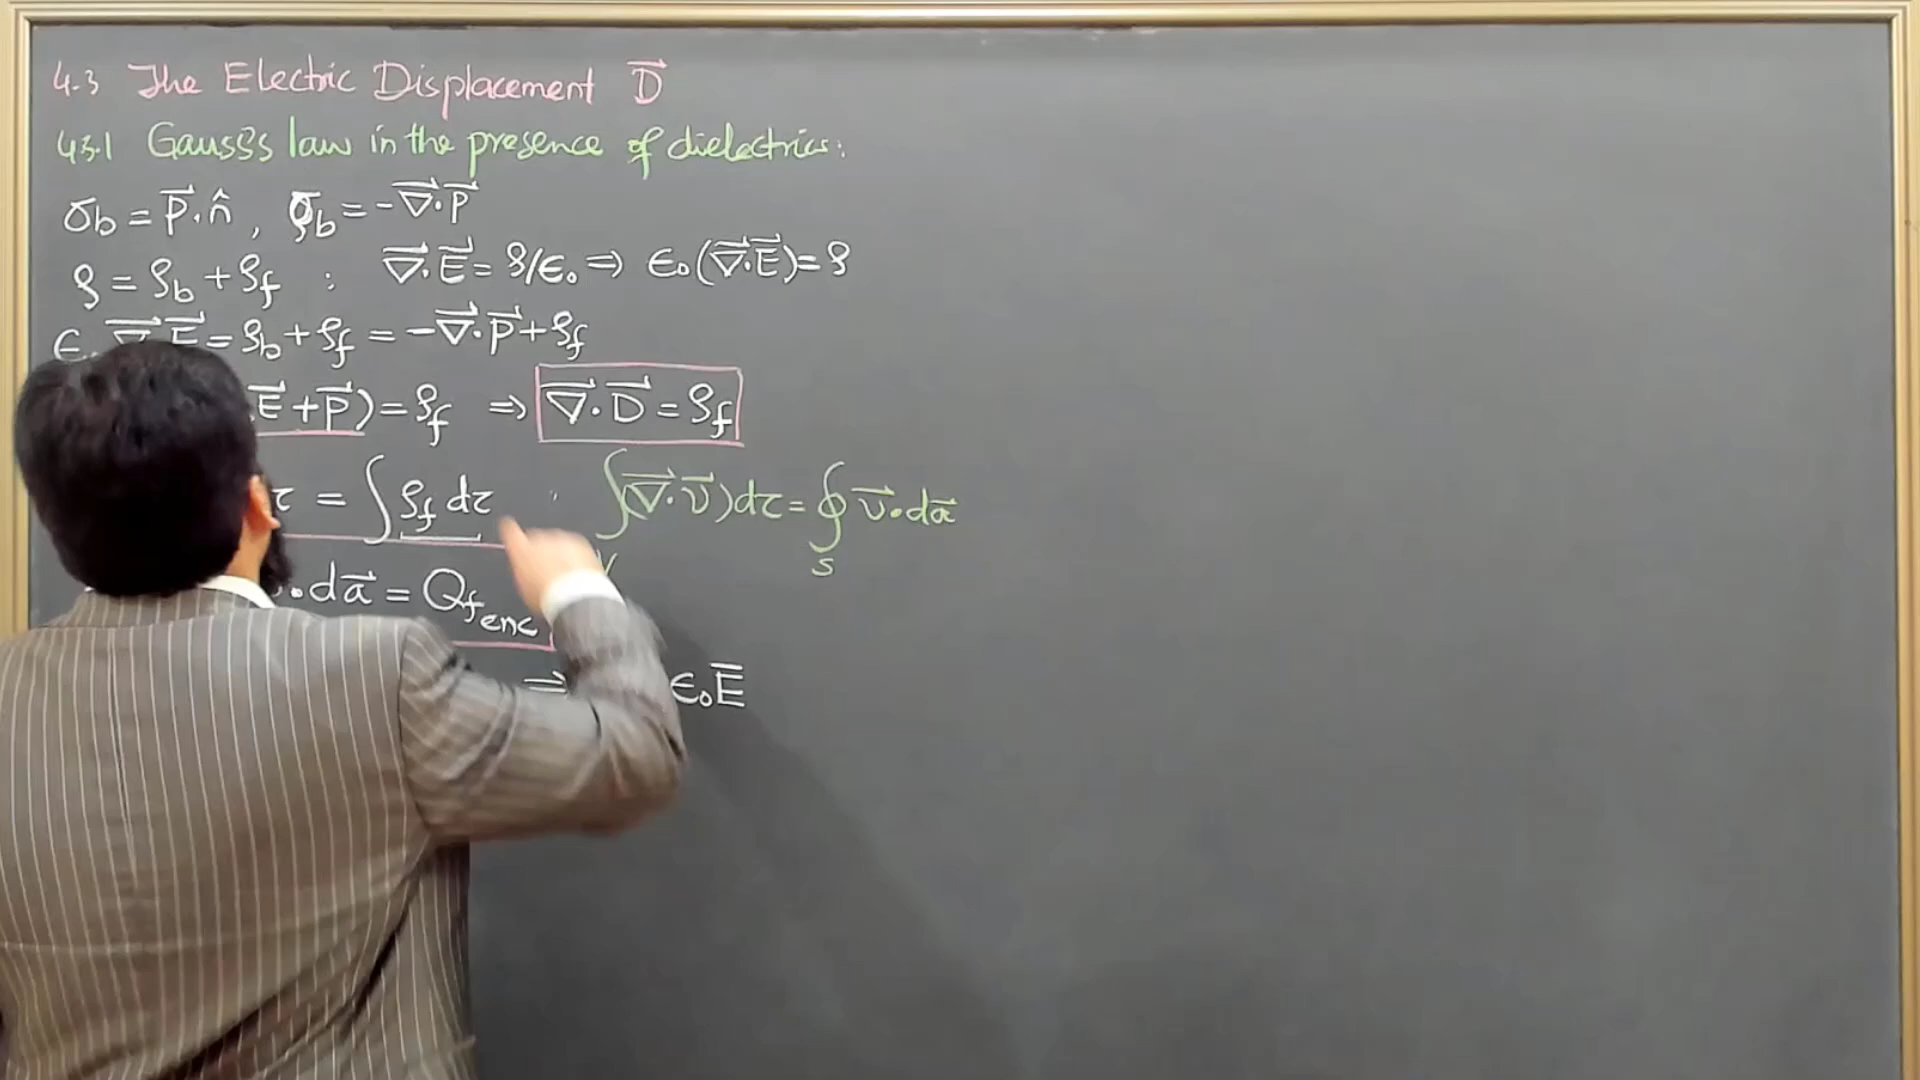 4.3 The Electric Displacement D⃗
4.3.1 Gauss's law in the presence of dielectrics:
σb = P⃗.n̂ , ρb = -∇⃗.P⃗
ρ = ρb + ρf : ∇⃗.E⃗ = ρ/ϵ₀ ⇒ ϵ₀(∇⃗.E⃗) = ρ
ϵ₀ ∇⃗.E⃗ = ρb + ρf = -∇⃗.P⃗ + ρf
E⃗ + P⃗) = ρf ⇒ ∇⃗.D⃗ = ρf
τ = ∫ρf dτ : ∫(∇⃗.v⃗)dτ = ∮v⃗.da⃗
V S
.da⃗ = Qfenc
⇒ ϵ₀E̅